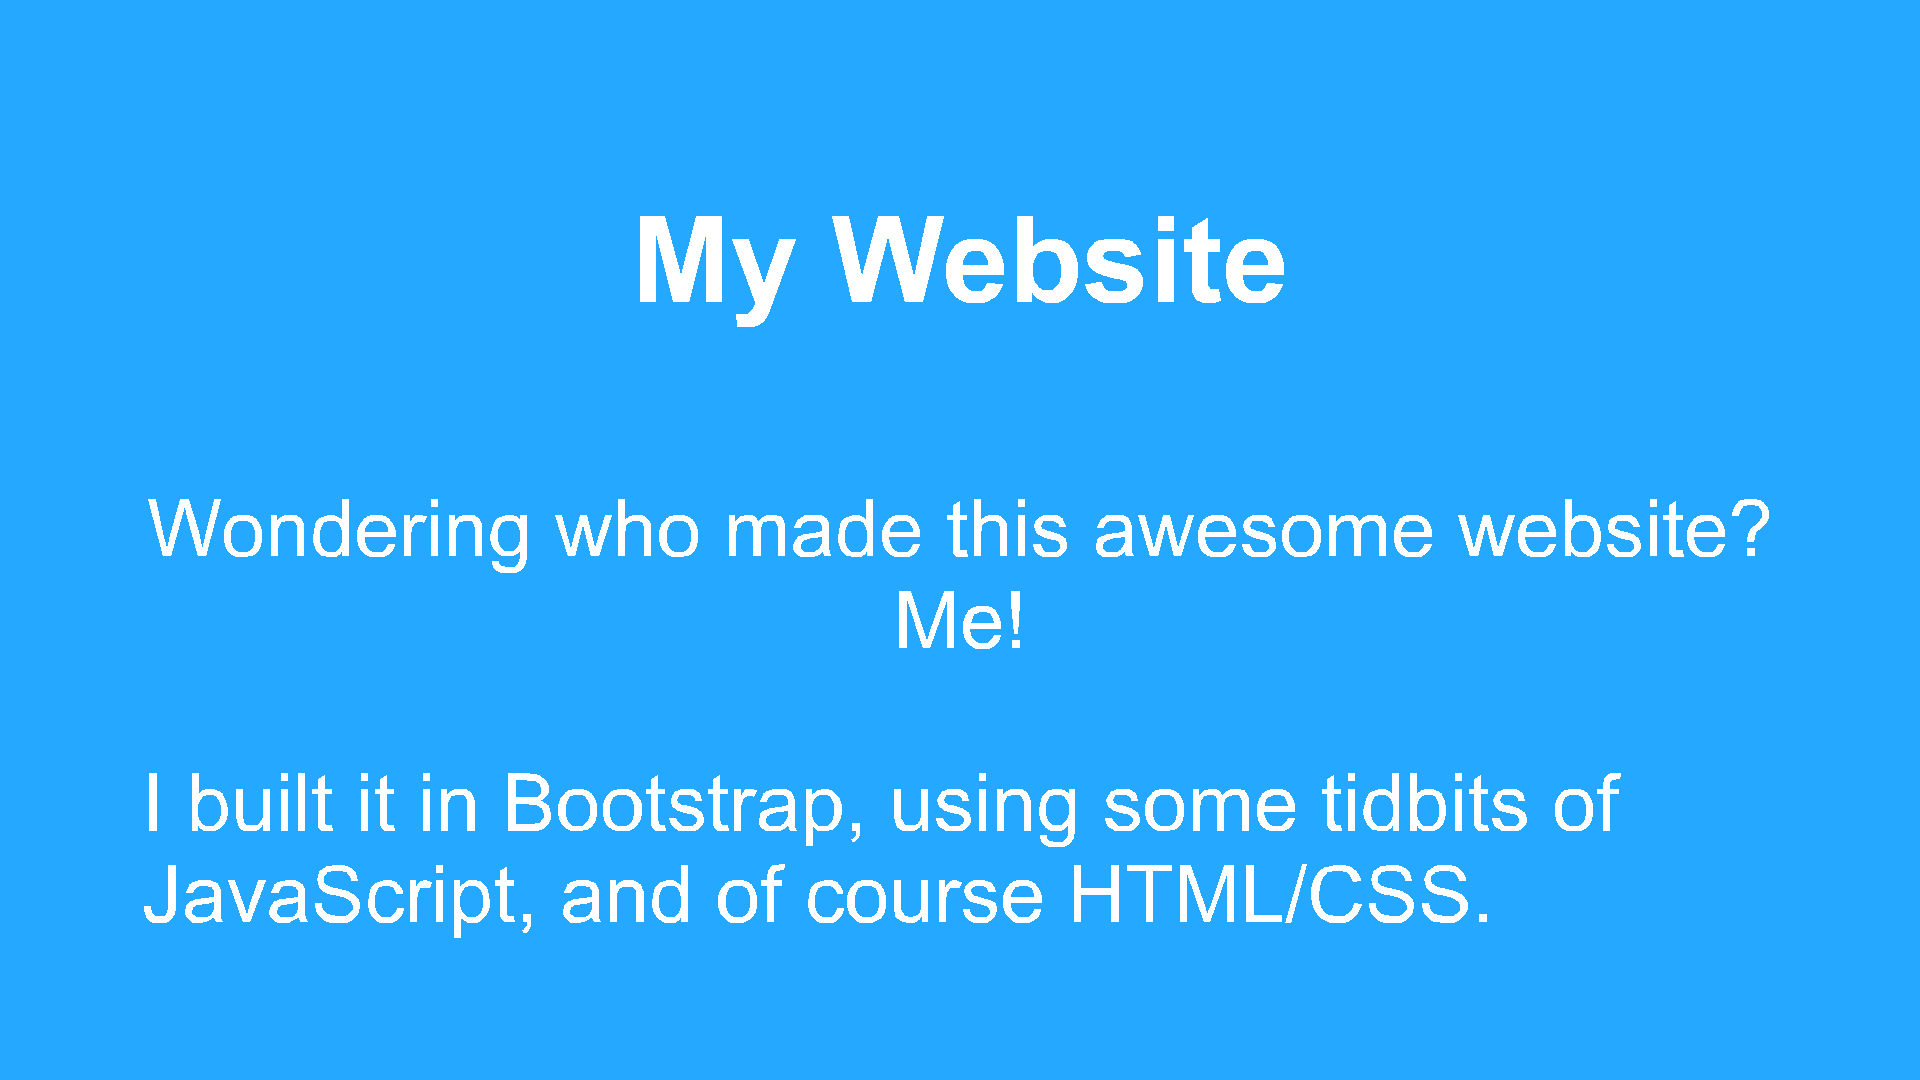 My Website
Wondering who made this awesome website?
Me!
I built it in Bootstrap, using some tidbits of
JavaScript, and of course HTML/CSS.